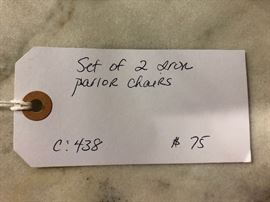 Set of 2 iron
parlor chairs
C: 438 $ 75